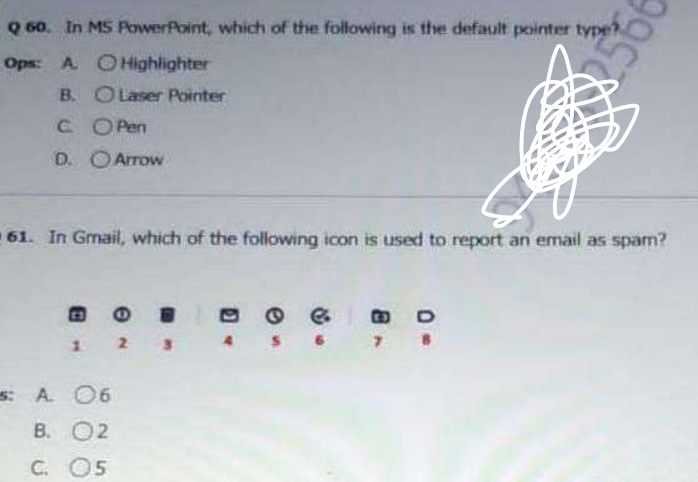 Q 60. In MS PowerPoint, which of the following is the default pointer type?
Ops: A. Highlighter
B. Laser Pointer
C. Pen
D. Arrow
61. In Gmail, which of the following icon is used to report an email as spam?
1 2 3 4 5 6 7 8
s: A. 6
B. 2
C. 5